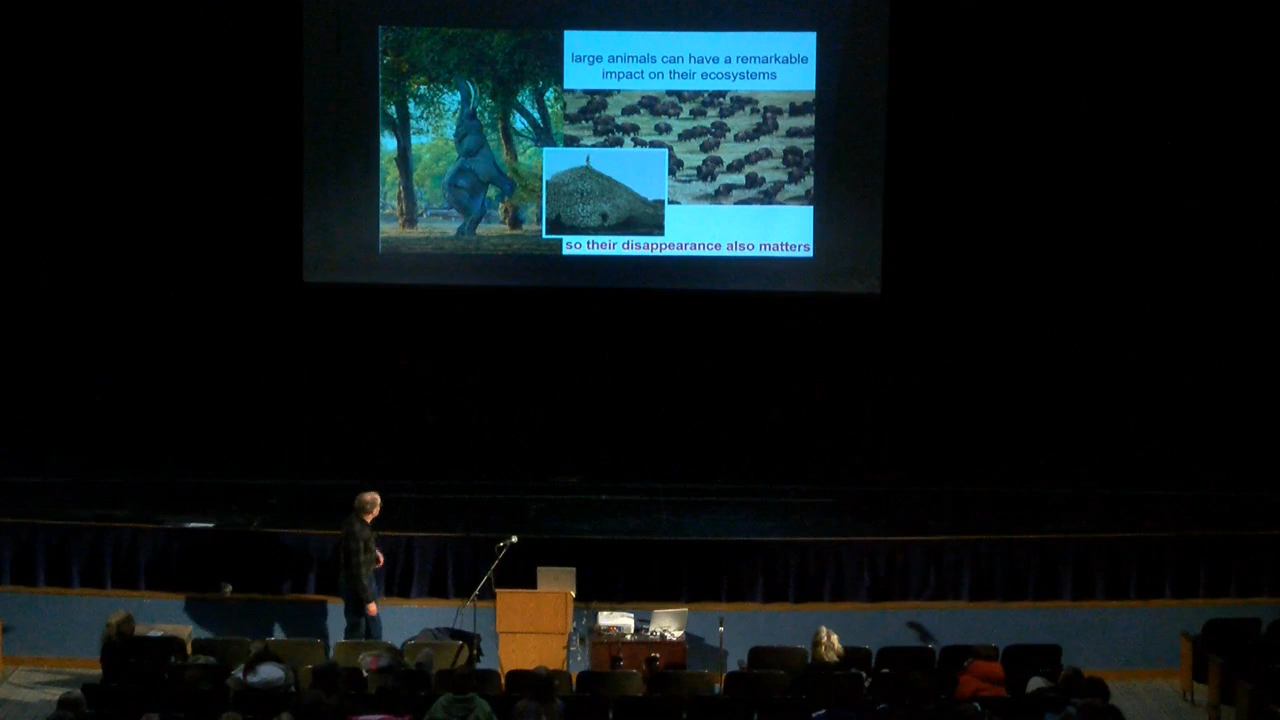 large animals can have a remarkable
impact on their ecosystems
so their disappearance also matters